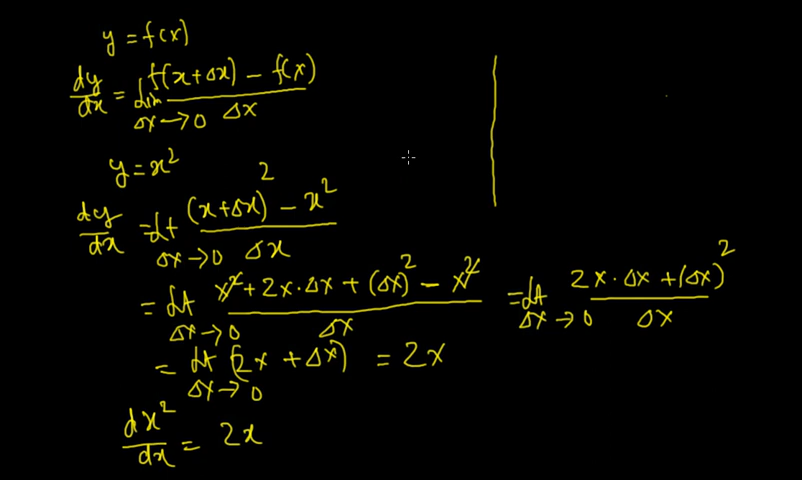 y = f(x)
dy/dx = lim Δx→0 (f(x+Δx) − f(x))/Δx
y = x²
dy/dx = Lt Δx→0 ((x+Δx)² − x²)/Δx
= Lt Δx→0 (x² + 2x·Δx + (Δx)² − x²)/Δx = Lt Δx→0 (2x·Δx + (Δx)²)/Δx
= Lt Δx→0 (2x + Δx) = 2x
dx²/dx = 2x